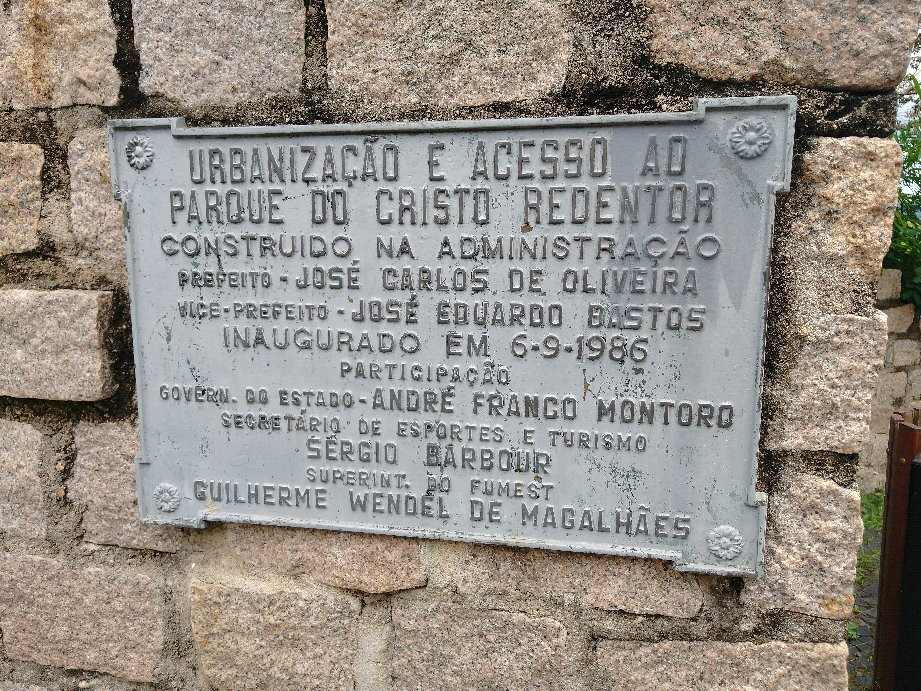 URBANIZAÇÃO E ACESSO AO
PARQUE DO CRISTO REDENTOR
CONSTRUIDO NA ADMINISTRAÇÃO
PREFEITO - JOSÉ CARLOS DE OLIVEIRA
VICE-PREFEITO - JOSÉ EDUARDO BASTOS
INAUGURADO EM 6-9-1986
PARTICIPAÇÃO
GOVERN. DO ESTADO - ANDRÉ FRANCO MONTORO
SECRETÁRIO DE ESPORTES E TURISMO
SÉRGIO BARBOUR
SUPERINT. DO FUMEST
GUILHERME WENDEL DE MAGALHÃES